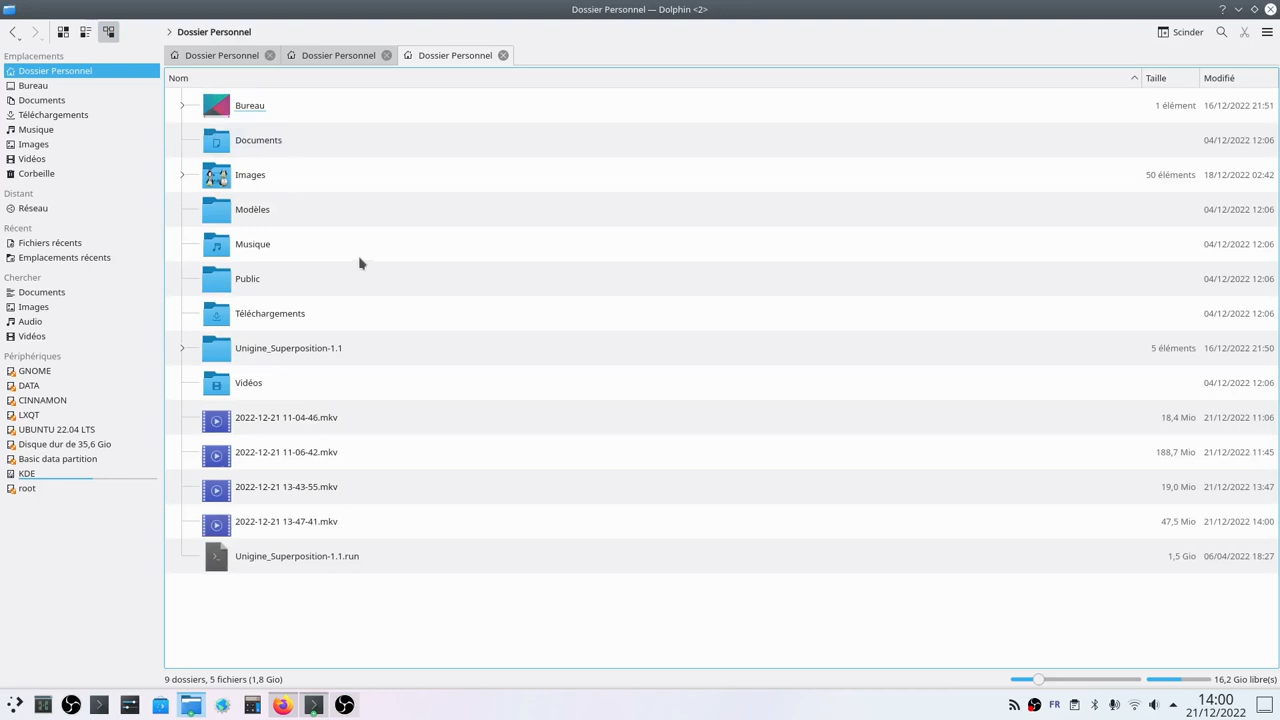 Dossier Personnel — Dolphin <2>
Dossier Personnel
Scinder
Dossier Personnel
Dossier Personnel
Dossier Personnel
Emplacements
Dossier Personnel
Bureau
Documents
Téléchargements
Musique
Images
Vidéos
Corbeille
Distant
Réseau
Récent
Fichiers récents
Emplacements récents
Chercher
Documents
Images
Audio
Vidéos
Périphériques
GNOME
DATA
CINNAMON
LXQT
UBUNTU 22.04 LTS
Disque dur de 35,6 Gio
Basic data partition
KDE
root
Nom Taille Modifié
Bureau 1 élément 16/12/2022 21:51
Documents 04/12/2022 12:06
Images 50 éléments 18/12/2022 02:42
Modèles 04/12/2022 12:06
Musique 04/12/2022 12:06
Public 04/12/2022 12:06
Téléchargements 04/12/2022 12:06
Unigine_Superposition-1.1 5 éléments 16/12/2022 21:50
Vidéos 04/12/2022 12:06
2022-12-21 11-04-46.mkv 18,4 Mio 21/12/2022 11:06
2022-12-21 11-06-42.mkv 188,7 Mio 21/12/2022 11:45
2022-12-21 13-43-55.mkv 19,0 Mio 21/12/2022 13:47
2022-12-21 13-47-41.mkv 47,5 Mio 21/12/2022 14:00
Unigine_Superposition-1.1.run 1,5 Gio 06/04/2022 18:27
9 dossiers, 5 fichiers (1,8 Gio) 16,2 Gio libre(s)
FR
14:00
21/12/2022